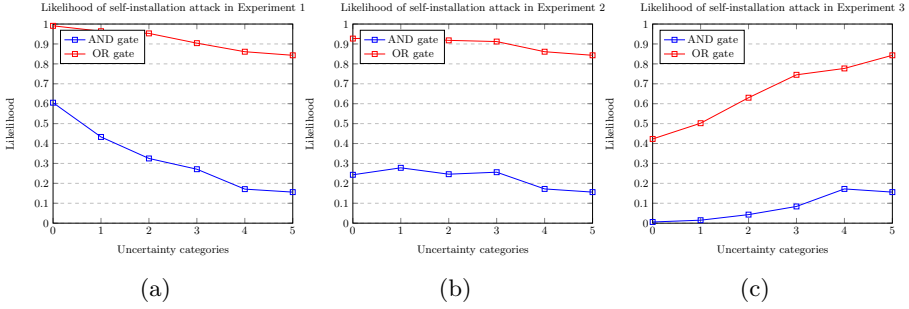 Likelihood of self-installation attack in Experiment 1
1
0.9
0.8
0.7
0.6
0.5
0.4
0.3
0.2
0.1
0
0 1 2 3 4 5
Likelihood
Uncertainty categories
AND gate
OR gate
(a)
Likelihood of self-installation attack in Experiment 2
1
0.9
0.8
0.7
0.6
0.5
0.4
0.3
0.2
0.1
0
0 1 2 3 4 5
Likelihood
Uncertainty categories
AND gate
OR gate
(b)
Likelihood of self-installation attack in Experiment 3
1
0.9
0.8
0.7
0.6
0.5
0.4
0.3
0.2
0.1
0
0 1 2 3 4 5
Likelihood
Uncertainty categories
AND gate
OR gate
(c)